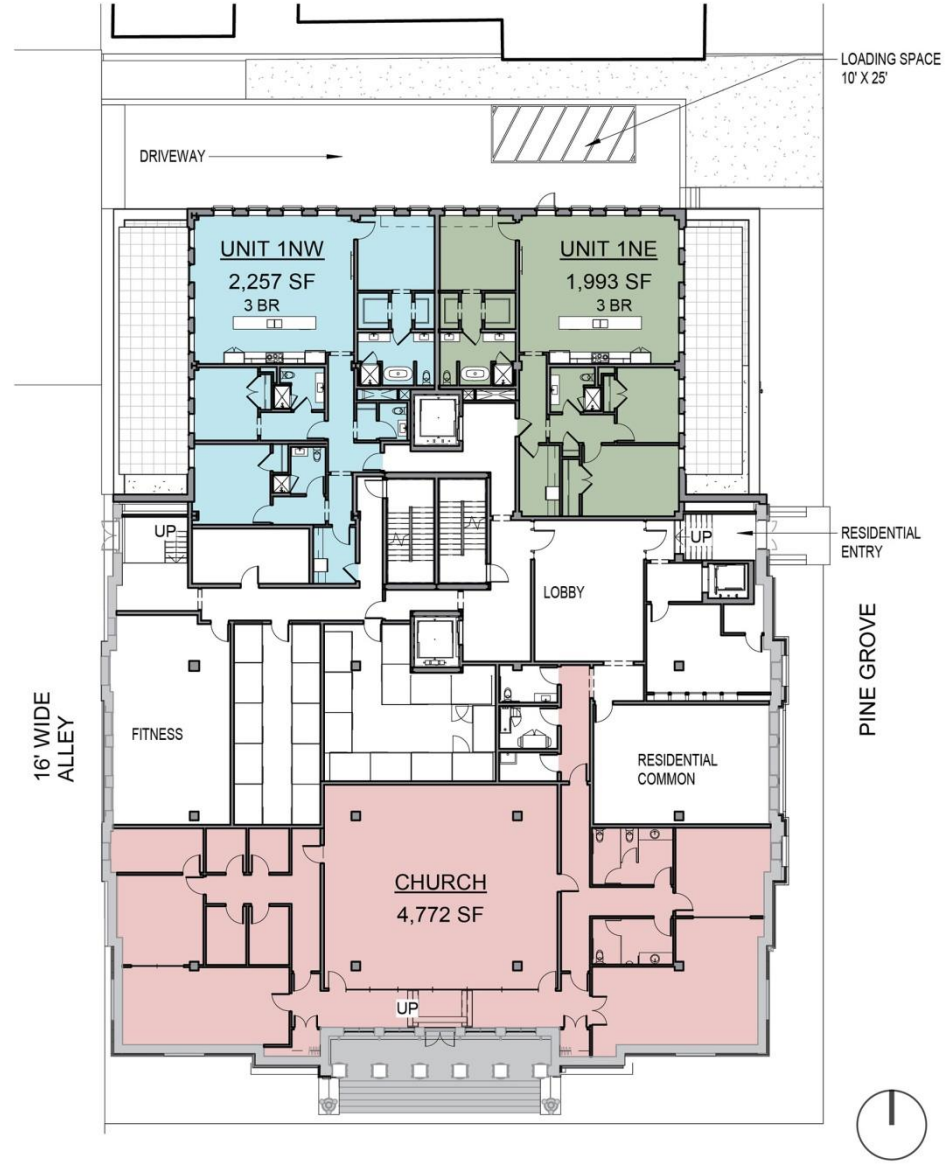 LOADING SPACE
10' X 25'
DRIVEWAY
UNIT 1NW
2,257 SF
3 BR
UNIT 1NE
1,993 SF
3 BR
UP
UP
RESIDENTIAL
ENTRY
LOBBY
PINE GROVE
16' WIDE
ALLEY
FITNESS
RESIDENTIAL
COMMON
CHURCH
4,772 SF
UP